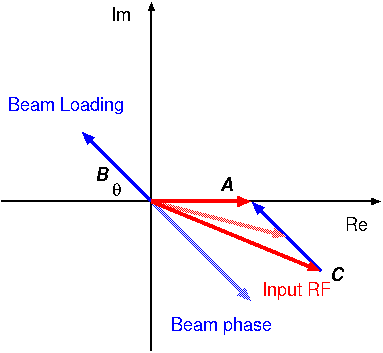 Im
Beam Loading
B
θ
A
Re
C
Input RF
Beam phase